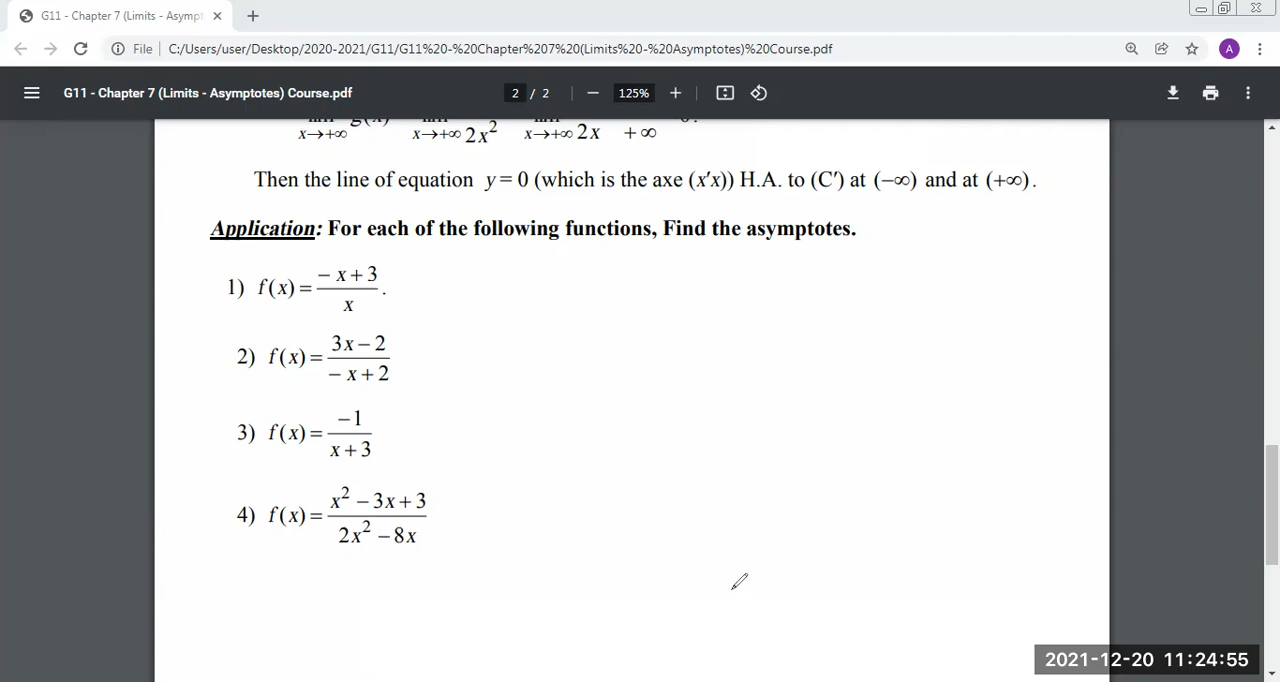 G11 - Chapter 7 (Limits - Asympt
File C:/Users/user/Desktop/2020-2021/G11/G11%20-%20Chapter%207%20(Limits%20-%20Asymptotes)%20Course.pdf
A
G11 - Chapter 7 (Limits - Asymptotes) Course.pdf
2 / 2
125%
x→+∞ x→+∞ 2x² x→+∞ 2x +∞
Then the line of equation y = 0 (which is the axe (x′x)) H.A. to (C′) at (−∞) and at (+∞).
Application: For each of the following functions, Find the asymptotes.
1) f(x) = (− x + 3)/x .
2) f(x) = (3x − 2)/(− x + 2)
3) f(x) = −1/(x + 3)
4) f(x) = (x² − 3x + 3)/(2x² − 8x)
2021-12-20 11:24:55